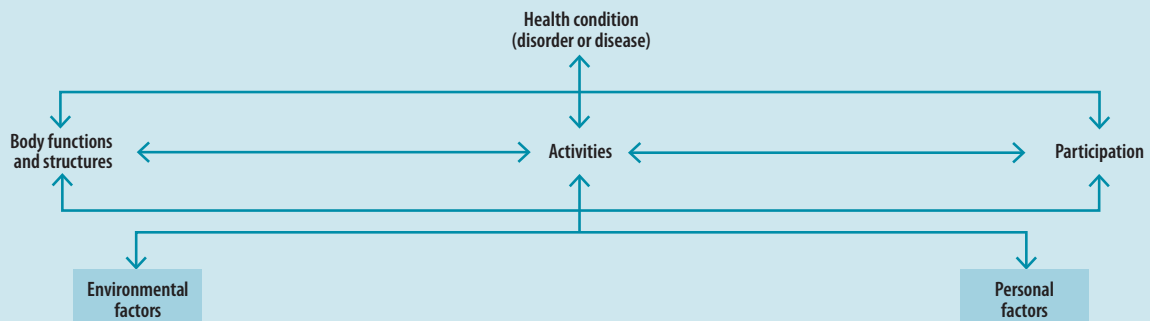 Health condition
(disorder or disease)
Body functions
and structures
Activities
Participation
Environmental
factors
Personal
factors